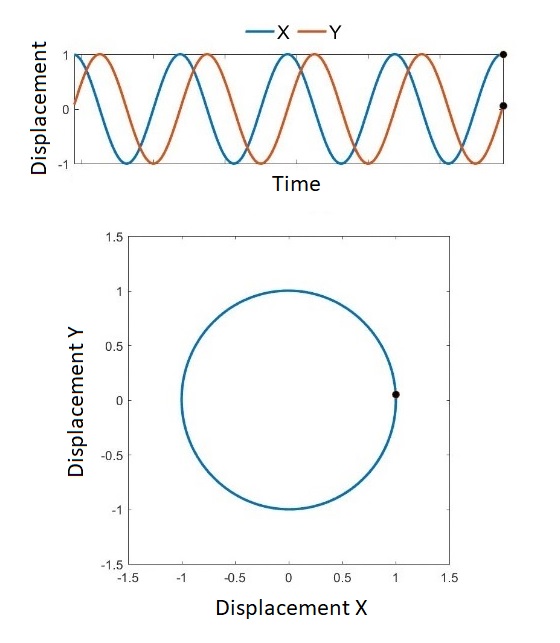 X Y
Displacement
1
0
-1
Time
1.5
1
0.5
0
-0.5
-1
-1.5
Displacement Y
-1.5 -1 -0.5 0 0.5 1 1.5
Displacement X